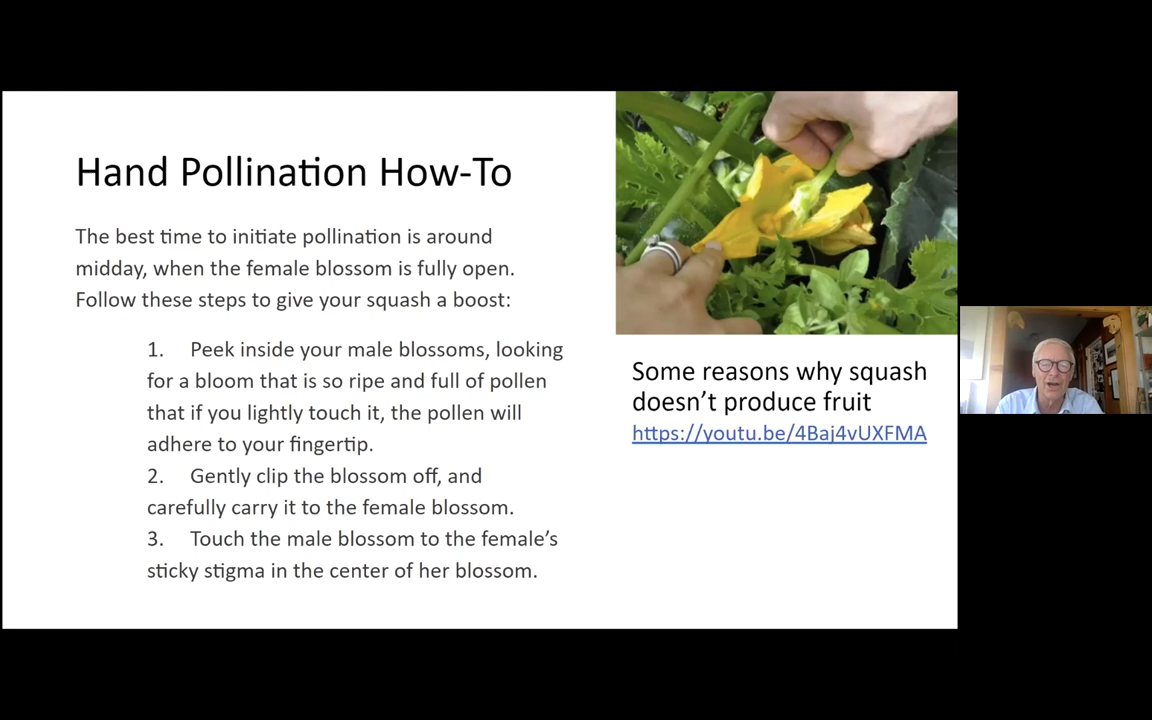 Hand Pollination How-To
The best time to initiate pollination is around
midday, when the female blossom is fully open.
Follow these steps to give your squash a boost:
1. Peek inside your male blossoms, looking
for a bloom that is so ripe and full of pollen
that if you lightly touch it, the pollen will
adhere to your fingertip.
2. Gently clip the blossom off, and
carefully carry it to the female blossom.
3. Touch the male blossom to the female’s
sticky stigma in the center of her blossom.
Some reasons why squash
doesn’t produce fruit
https://youtu.be/4Baj4vUXFMA